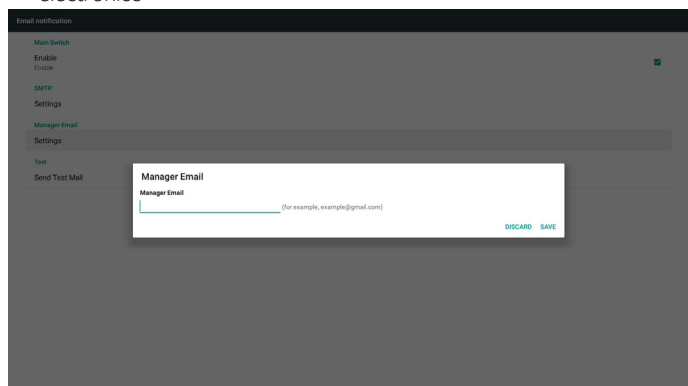 Email notification
Main Switch
Enable
Enable
SMTP
Settings
Manager Email
Settings
Test
Send Test Mail
Manager Email
Manager Email
(for example, example@gmail.com)
DISCARD SAVE